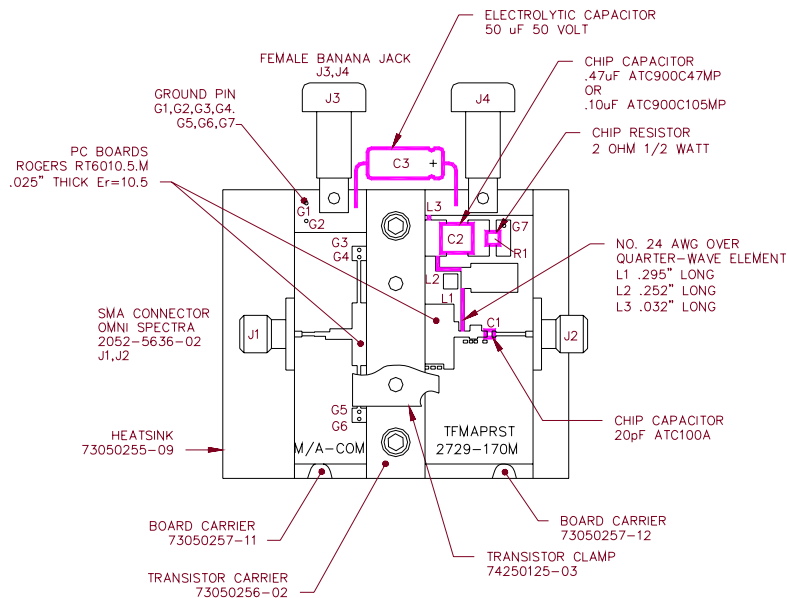 ELECTROLYTIC CAPACITOR
50 uF 50 VOLT
FEMALE BANANA JACK
J3,J4
CHIP CAPACITOR
.47uF ATC900C47MP
OR
.10uF ATC900C105MP
GROUND PIN
G1,G2,G3,G4.
G5,G6,G7
J3
J4
CHIP RESISTOR
2 OHM 1/2 WATT
PC BOARDS
ROGERS RT6010.5.M
.025" THICK Er=10.5
C3 +
G1
G2
L3
G7
C2
R1
G3
G4
L2
L1
NO. 24 AWG OVER
QUARTER-WAVE ELEMENT
L1 .295" LONG
L2 .252" LONG
L3 .032" LONG
SMA CONNECTOR
OMNI SPECTRA
2052-5636-02
J1,J2
J1
C1
J2
G5
G6
CHIP CAPACITOR
20pF ATC100A
HEATSINK
73050255-09
M/A-COM
TFMAPRST
2729-170M
BOARD CARRIER
73050257-11
BOARD CARRIER
73050257-12
TRANSISTOR CLAMP
74250125-03
TRANSISTOR CARRIER
73050256-02